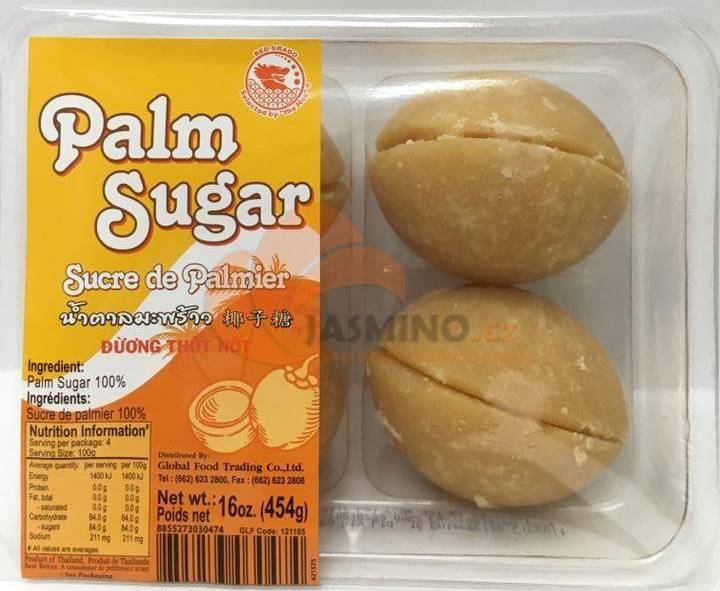 RED DRAGO
Selected by
Palm
Sugar
Sucre de Palmier
น้ำตาลมะพร้าว 椰子糖
ĐƯỜNG THỐT NỐT
JASMINO.cz
Ingredient:
Palm Sugar 100%
Ingrédients:
Sucre de palmier 100%
Nutrition Information#
Serving per package: 4
Serving Size: 100g
Average quantity: per serving per 100g
Energy 1400 kJ 1400 kJ
Protein 0.0 g 0.0 g
Fat, total 0.0 g 0.0 g
- saturated 0.0 g 0.0 g
Carbohydrate 84.0 g 84.0 g
- sugars 84.0 g 84.0 g
Sodium 211 mg 211 mg
# All values are averages
Product of Thailand, Produit de Thaïlande
Best Before. A consommer de préférence avant
: See Packaging
Distributed By:
Global Food Trading Co.,Ltd.
Tel : (662) 623 2800, Fax : (662) 623 2808
Net wt.: 16oz. (454g)
Poids net
8855273030474 GLF Code: 121105
421575